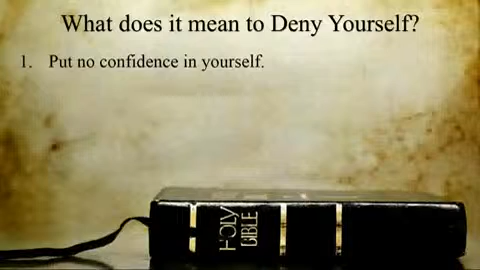 What does it mean to Deny Yourself?
1. Put no confidence in yourself.
HOLY
BIBLE